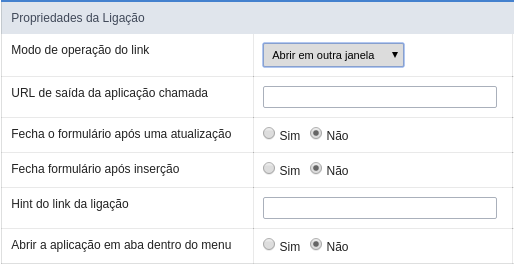 Propriedades da Ligação
Modo de operação do link
Abrir em outra janela
URL de saída da aplicação chamada
Fecha o formulário após uma atualização
Sim Não
Fecha formulário após inserção
Sim Não
Hint do link da ligação
Abrir a aplicação em aba dentro do menu
Sim Não